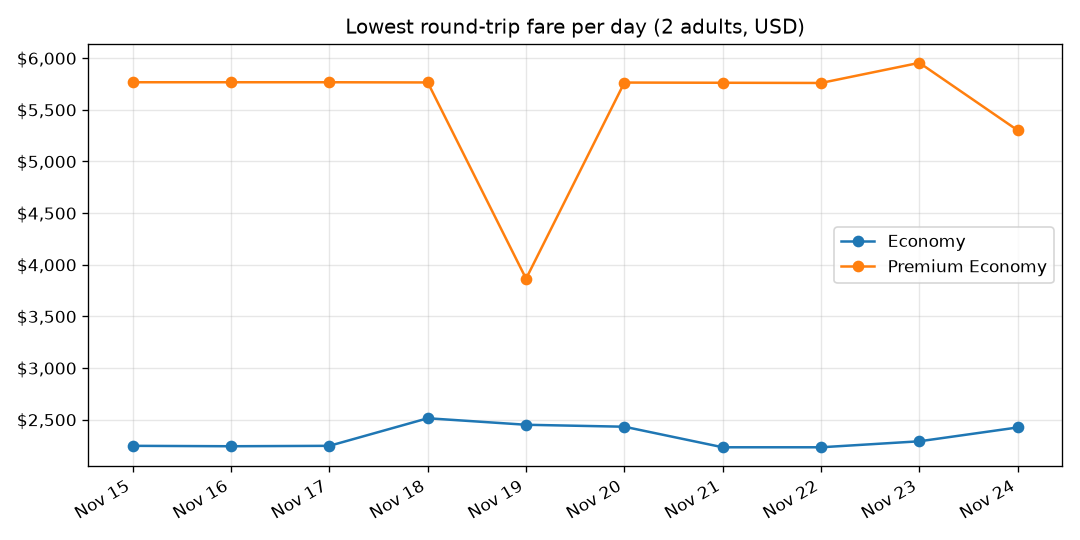 Lowest round-trip fare per day (2 adults, USD)
$6,000
$5,500
$5,000
$4,500
$4,000
$3,500
$3,000
$2,500
Economy
Premium Economy
Nov 15
Nov 16
Nov 17
Nov 18
Nov 19
Nov 20
Nov 21
Nov 22
Nov 23
Nov 24